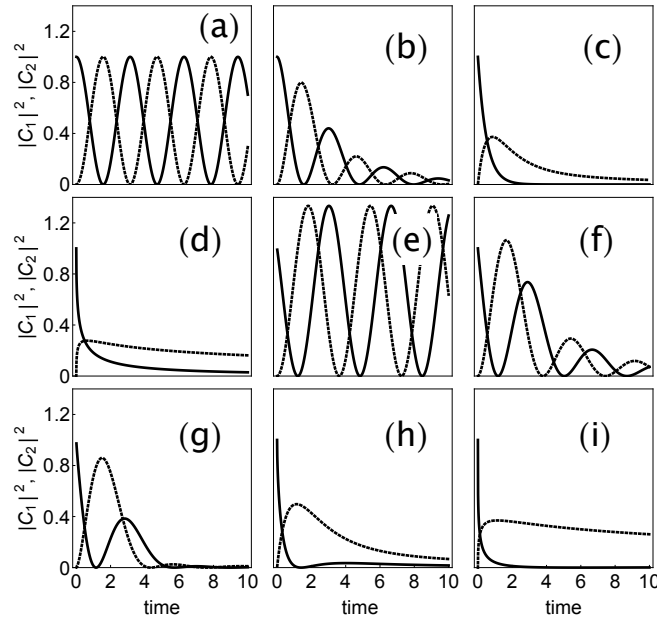 (a) (b) (c)
|C₁|², |C₂|²
1.2
0.8
0.4
0
(d) (e) (f)
|C₁|², |C₂|²
1.2
0.8
0.4
0
(g) (h) (i)
|C₁|², |C₂|²
1.2
0.8
0.4
0
0 2 4 6 8 10 0 2 4 6 8 10 0 2 4 6 8 10
time time time